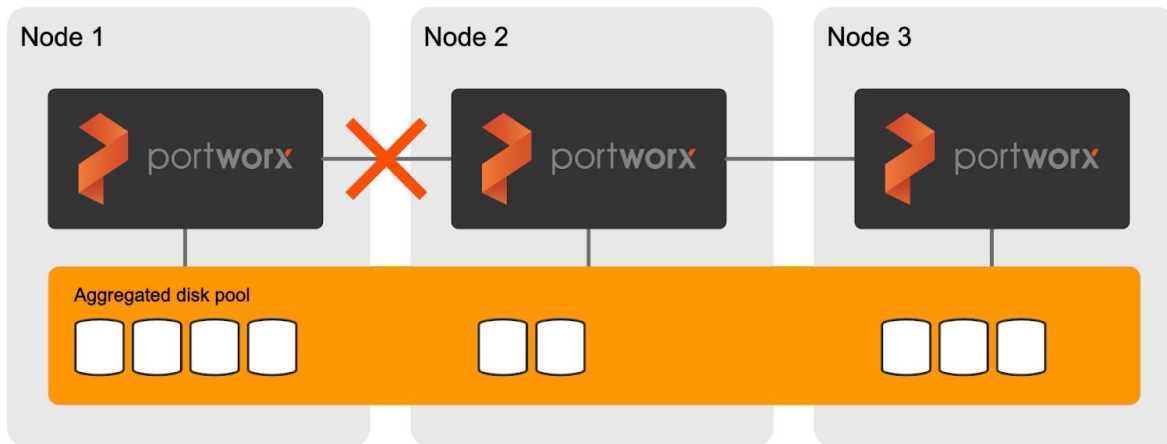 Node 1
Node 2
Node 3
portworx
portworx
portworx
Aggregated disk pool